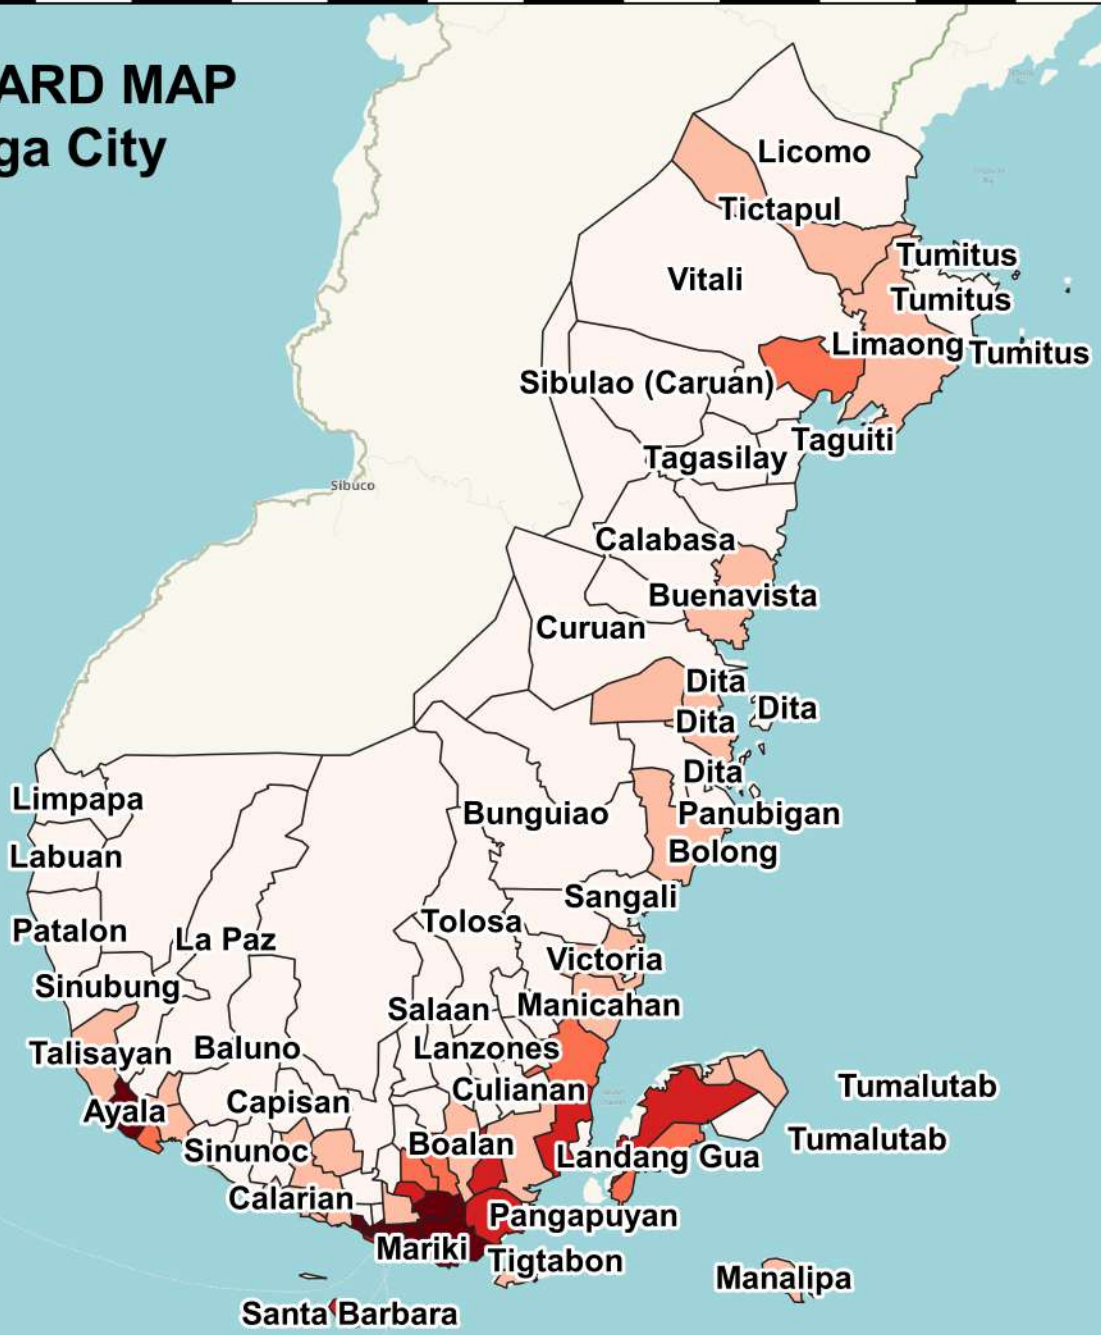 ARD MAP
ga City
Licomo
Tictapul
Tumitus
Vitali
Tumitus
Limaong
Tumitus
Sibulao (Caruan)
Taguiti
Tagasilay
Sibuco
Calabasa
Buenavista
Curuan
Dita
Dita
Dita
Dita
Limpapa
Bunguiao
Panubigan
Labuan
Bolong
Sangali
Tolosa
Patalon
La Paz
Victoria
Sinubung
Manicahan
Salaan
Talisayan
Baluno
Lanzones
Culianan
Tumalutab
Ayala
Capisan
Boalan
Tumalutab
Sinunoc
Landang Gua
Calarian
Pangapuyan
Mariki
Tigtabon
Manalipa
Santa Barbara